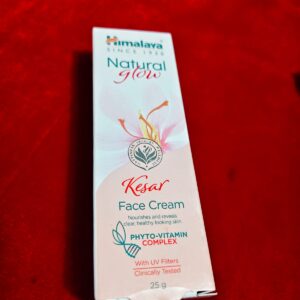 Himalaya
SINCE 1930
Natural
glow
Kesar
Face Cream
Nourishes and reveals
clear, healthy looking skin
PHYTO-VITAMIN
COMPLEX
With UV Filters
Clinically Tested
25 g